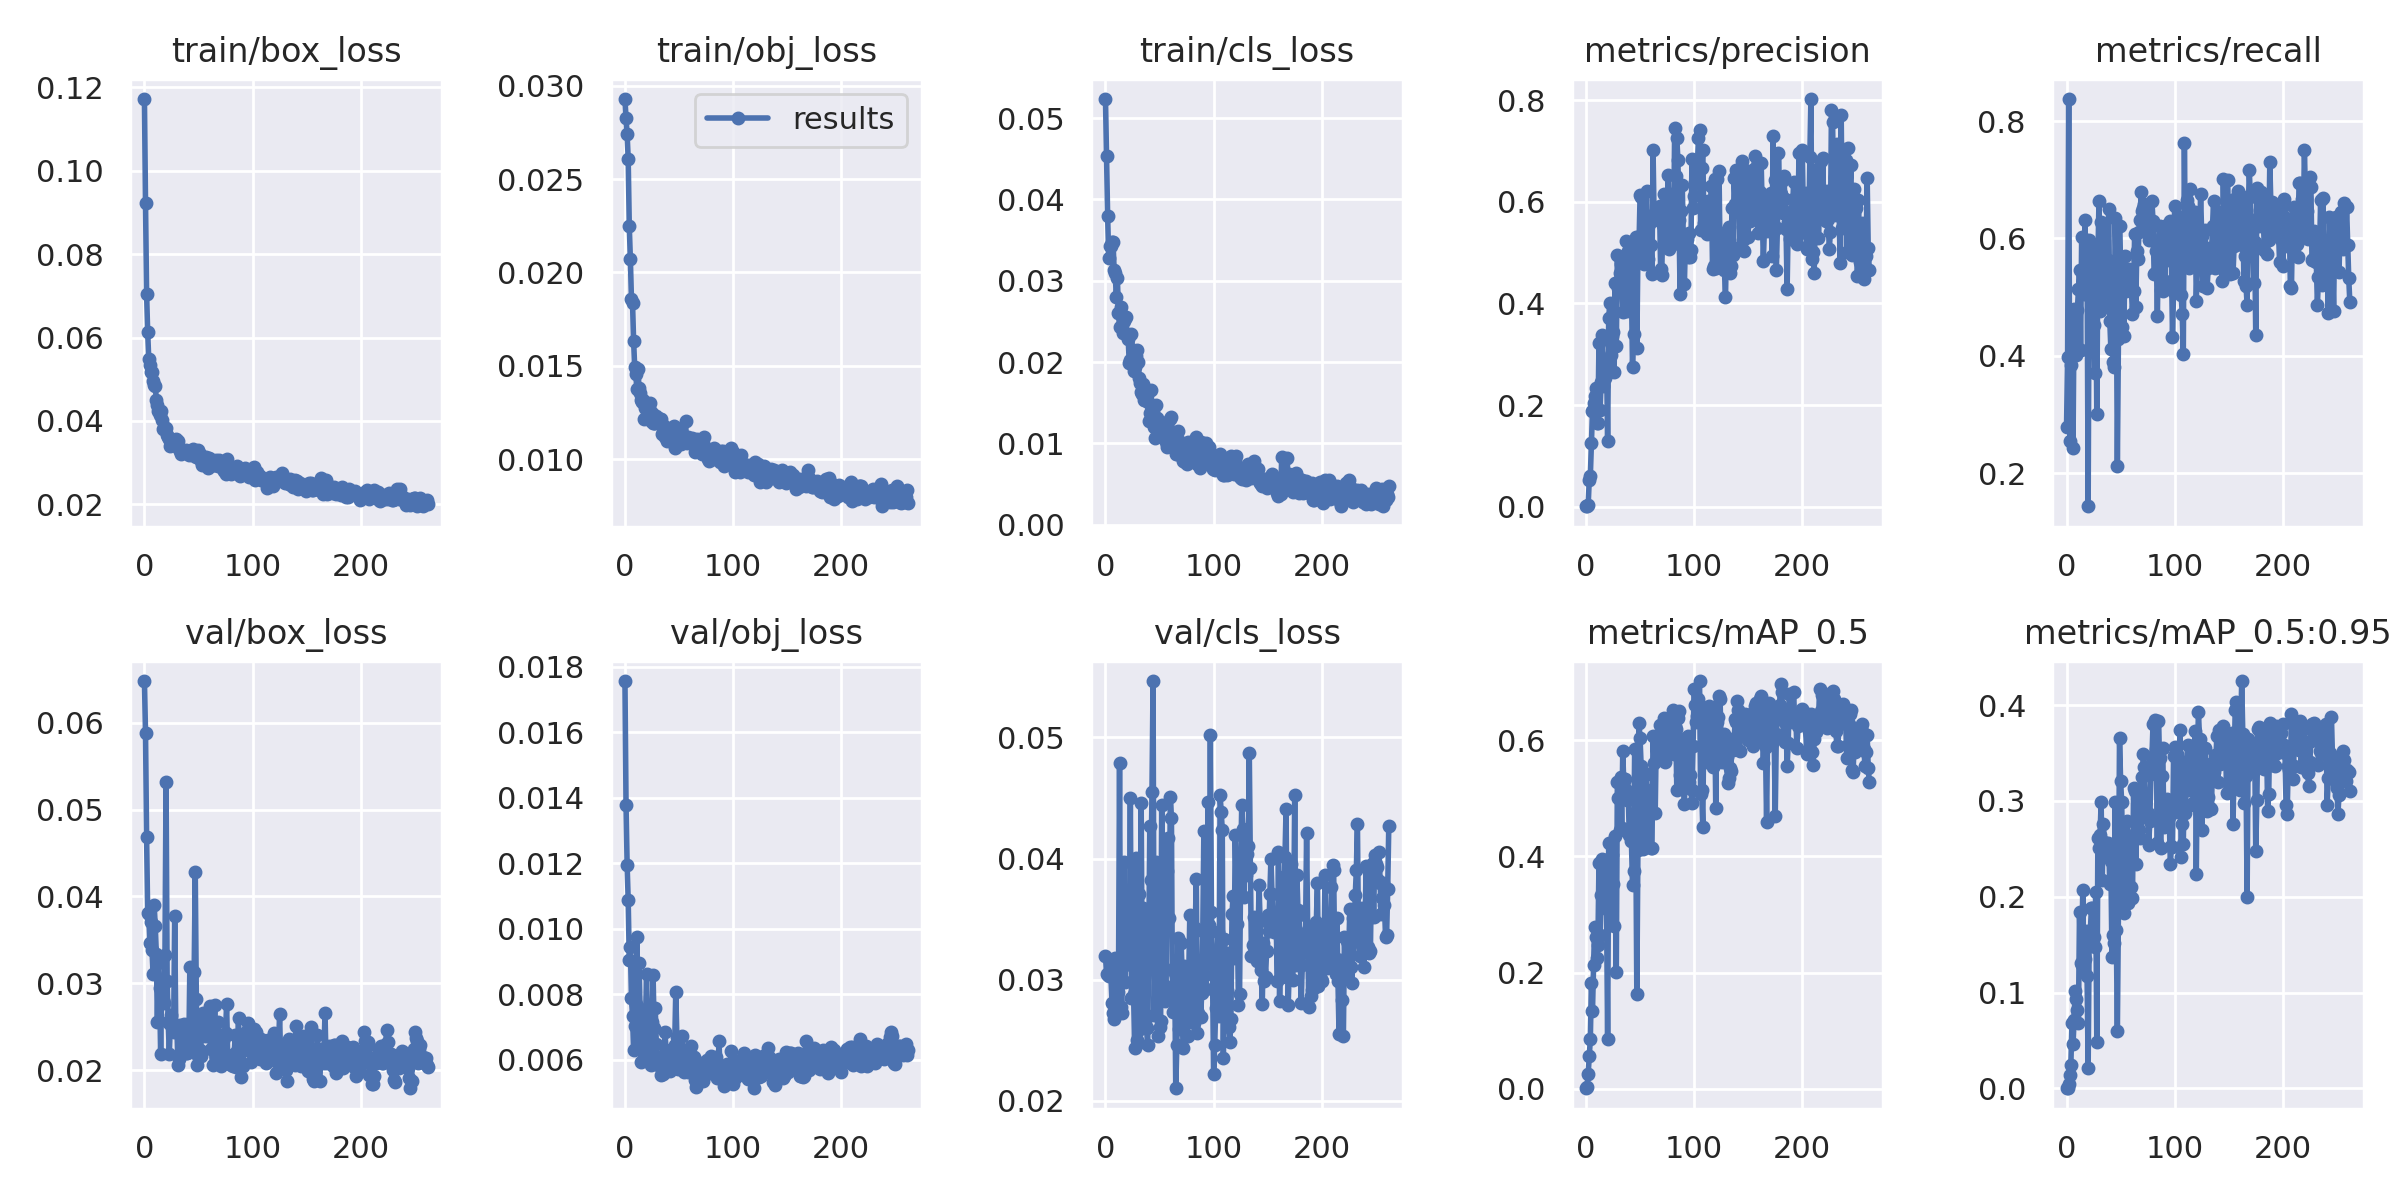 train/box_loss
0.12
0.10
0.08
0.06
0.04
0.02
0 100 200
train/obj_loss
results
0.030
0.025
0.020
0.015
0.010
0 100 200
train/cls_loss
0.05
0.04
0.03
0.02
0.01
0.00
0 100 200
metrics/precision
0.8
0.6
0.4
0.2
0.0
0 100 200
metrics/recall
0.8
0.6
0.4
0.2
0 100 200
val/box_loss
0.06
0.05
0.04
0.03
0.02
0 100 200
val/obj_loss
0.018
0.016
0.014
0.012
0.010
0.008
0.006
0 100 200
val/cls_loss
0.05
0.04
0.03
0.02
0 100 200
metrics/mAP_0.5
0.6
0.4
0.2
0.0
0 100 200
metrics/mAP_0.5:0.95
0.4
0.3
0.2
0.1
0.0
0 100 200